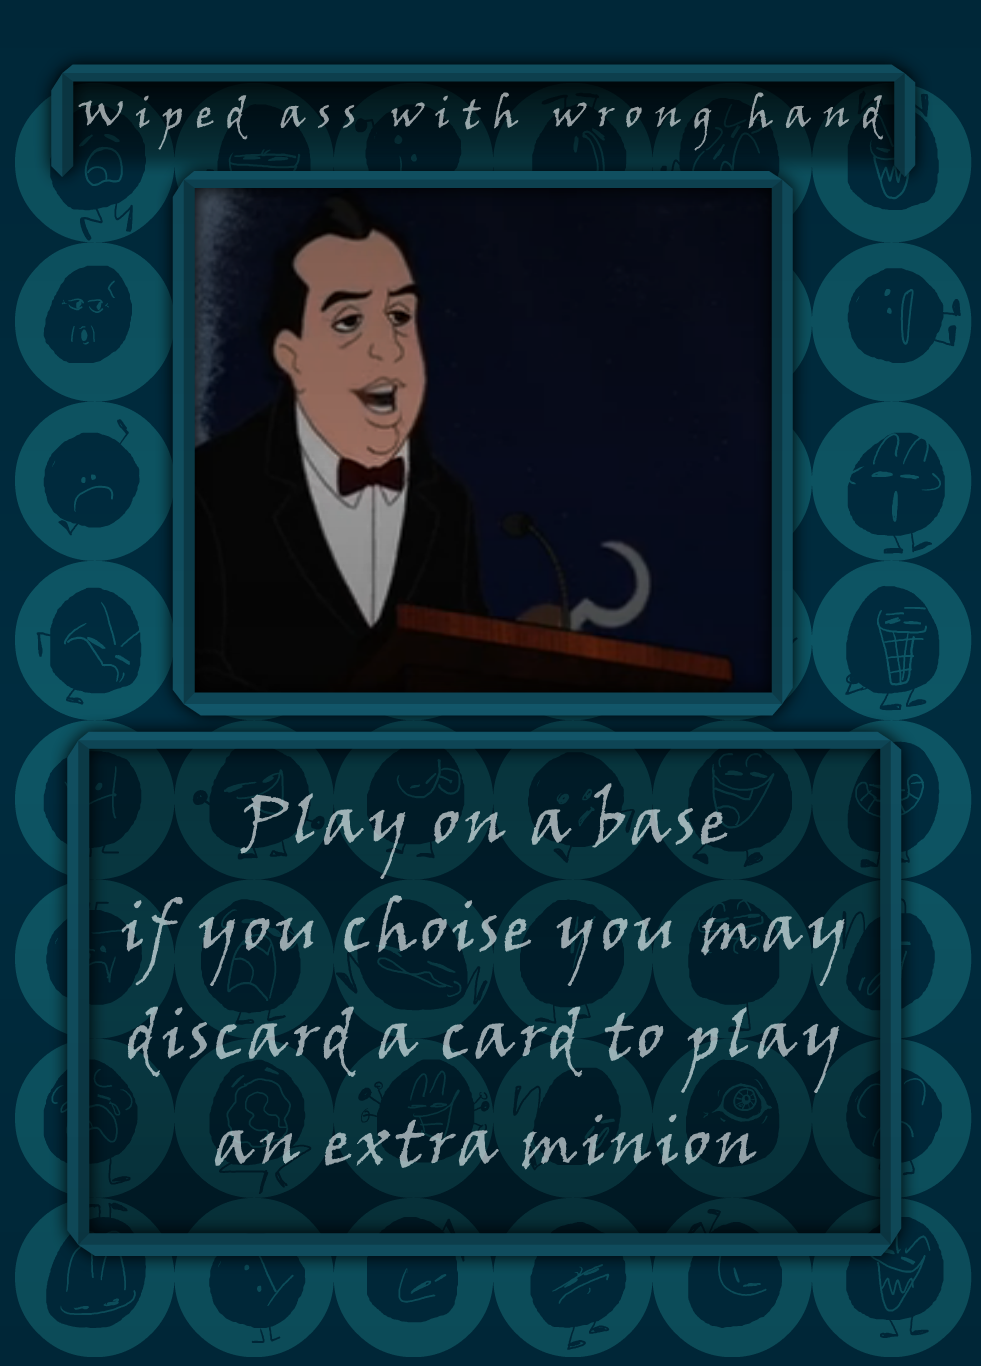 Wiped ass with wrong hand
Play on a base
if you choise you may
discard a card to play
an extra minion